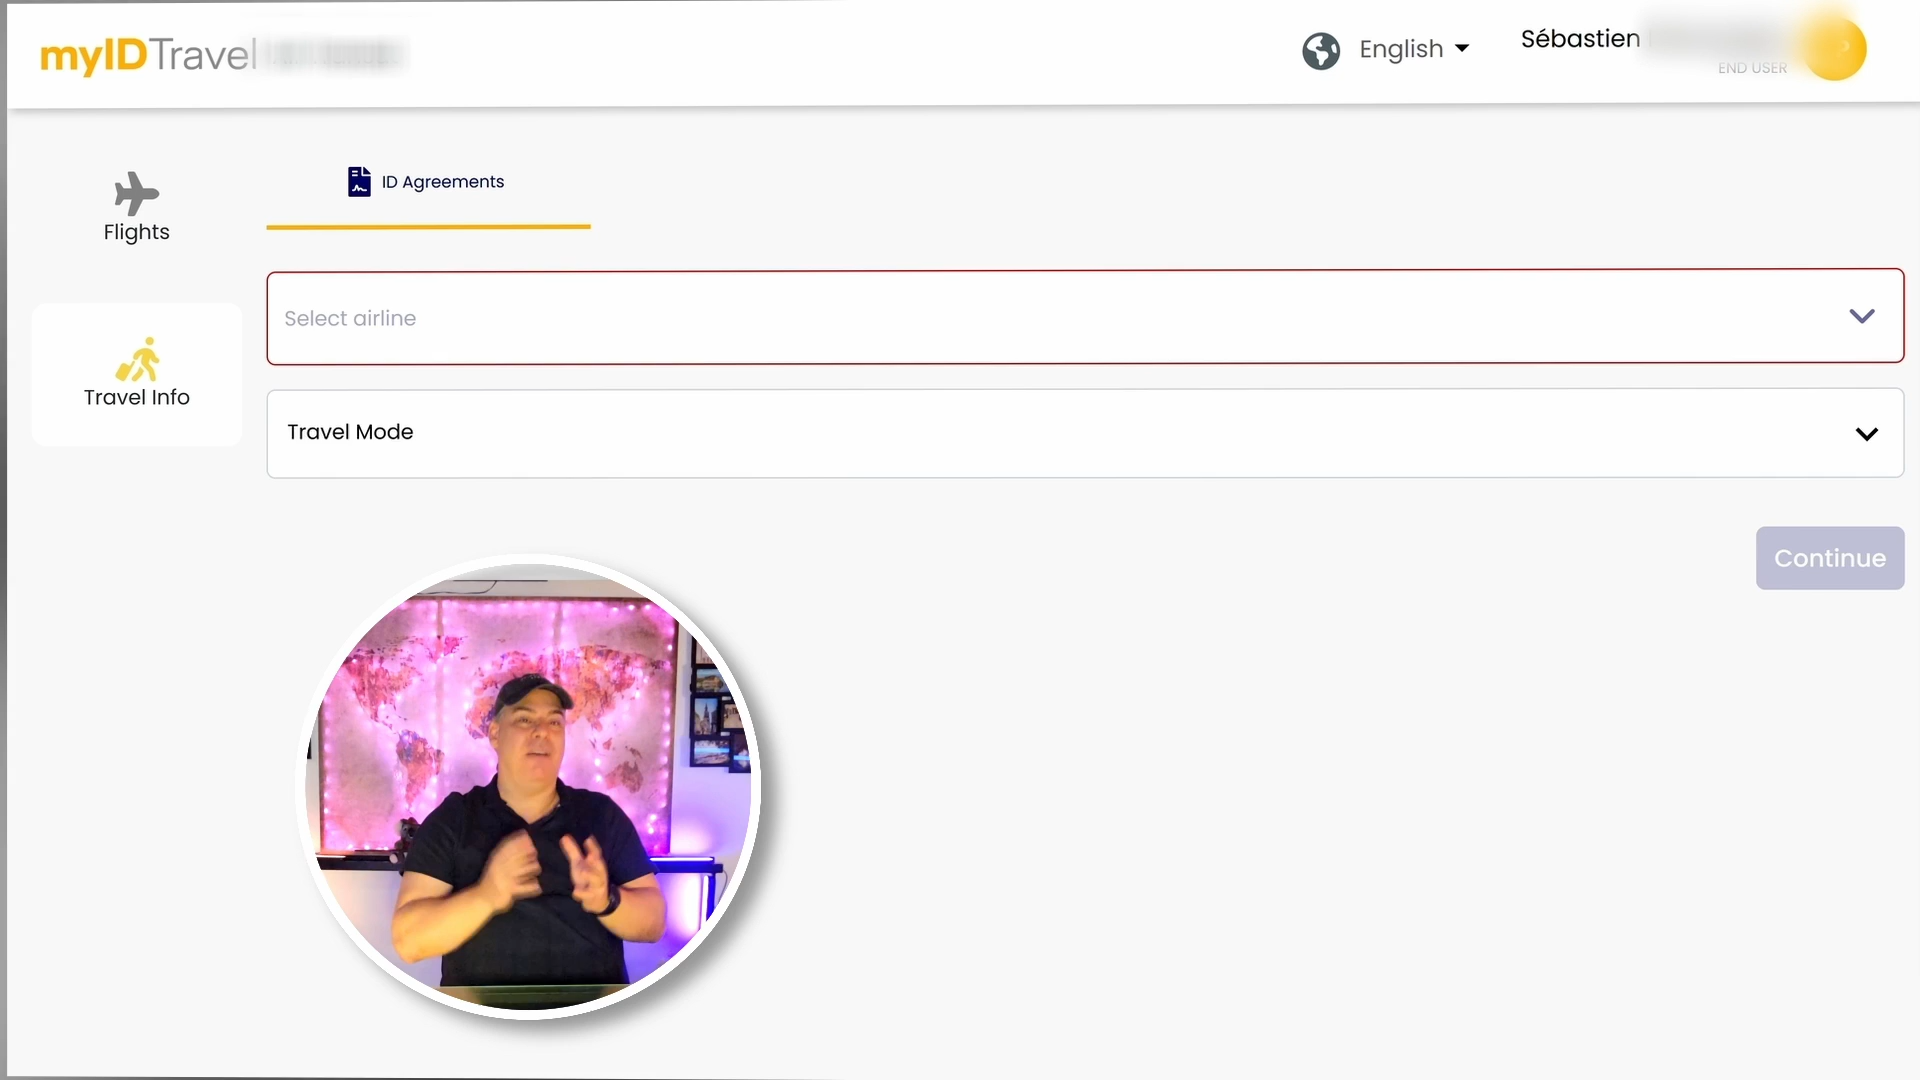 myIDTravel
English
Sébastien
END USER
Flights
ID Agreements
Select airline
Travel Info
Travel Mode
Continue